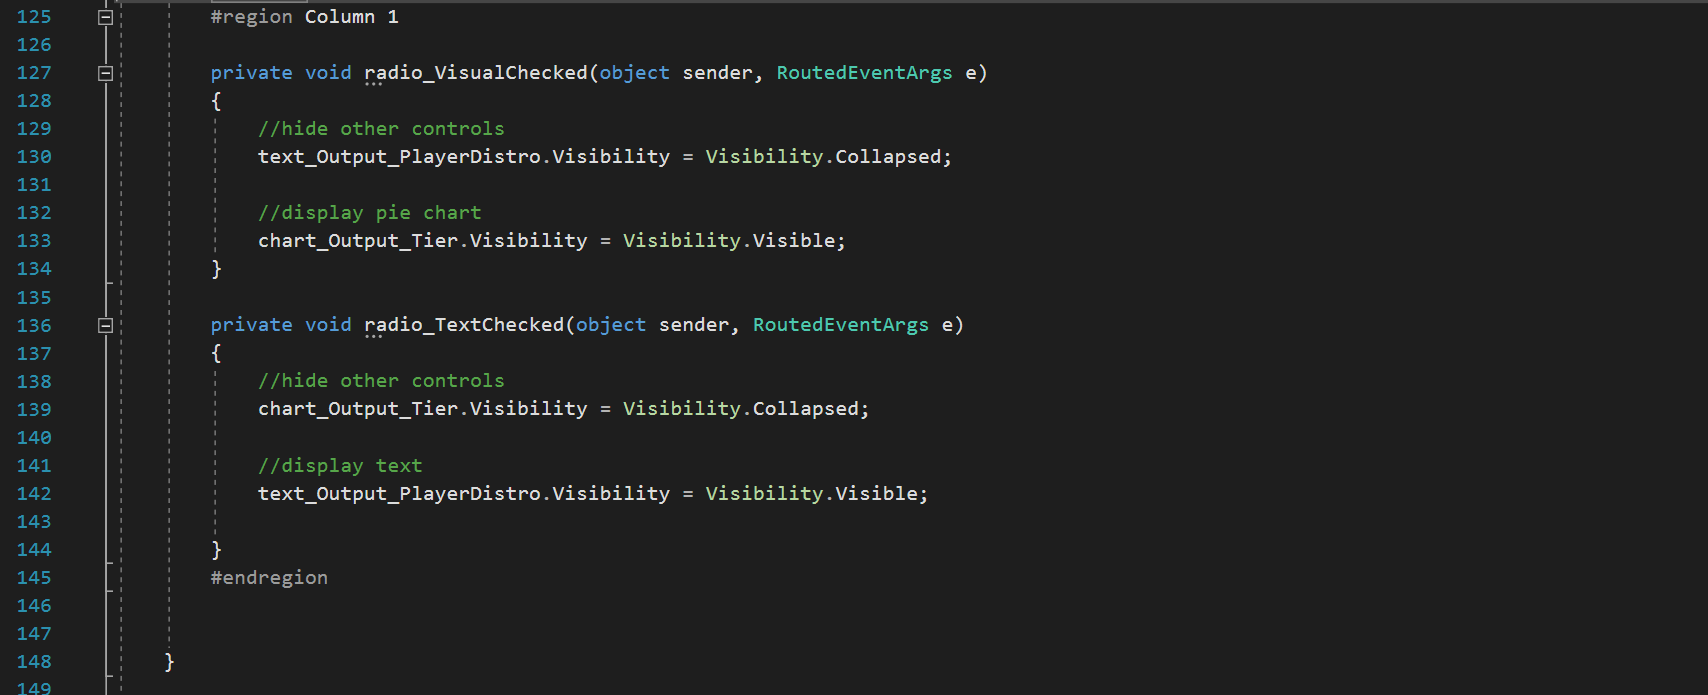 125 #region Column 1
126
127 private void radio_VisualChecked(object sender, RoutedEventArgs e)
128 {
129 //hide other controls
130 text_Output_PlayerDistro.Visibility = Visibility.Collapsed;
131
132 //display pie chart
133 chart_Output_Tier.Visibility = Visibility.Visible;
134 }
135
136 private void radio_TextChecked(object sender, RoutedEventArgs e)
137 {
138 //hide other controls
139 chart_Output_Tier.Visibility = Visibility.Collapsed;
140
141 //display text
142 text_Output_PlayerDistro.Visibility = Visibility.Visible;
143
144 }
145 #endregion
146
147
148 }
149